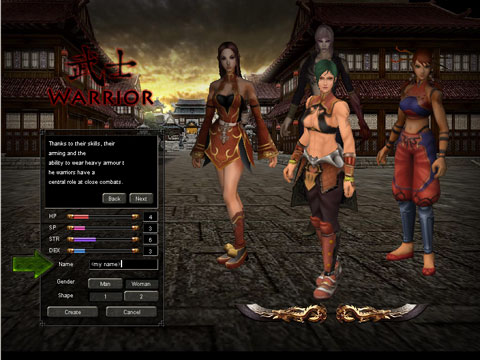 武士
WARRIOR
Thanks to their skills, their
arming and the
ability to wear heavy armour t
he warriors have a
central role at close combats.
Back Next
HP 4
SP 3
STR 6
DEX 3
Name <my name>
Gender Man Woman
Shape 1 2
Create Cancel